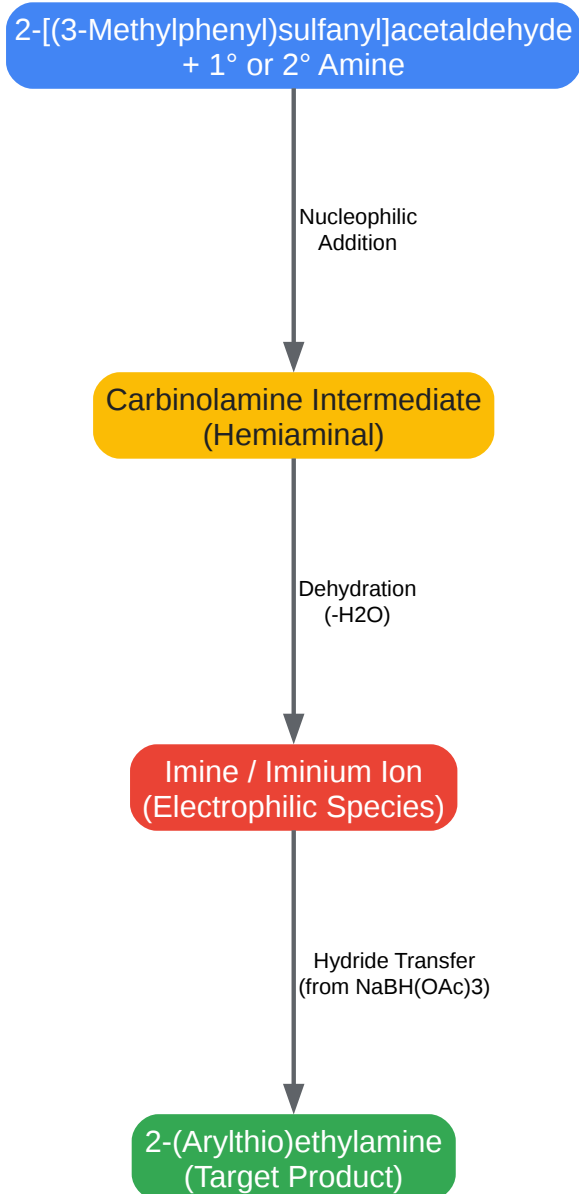 2-[(3-Methylphenyl)sulfanyl]acetaldehyde
+ 1° or 2° Amine
Nucleophilic
Addition
Carbinolamine Intermediate
(Hemiaminal)
Dehydration
(-H2O)
Imine / Iminium Ion
(Electrophilic Species)
Hydride Transfer
(from NaBH(OAc)3)
2-(Arylthio)ethylamine
(Target Product)